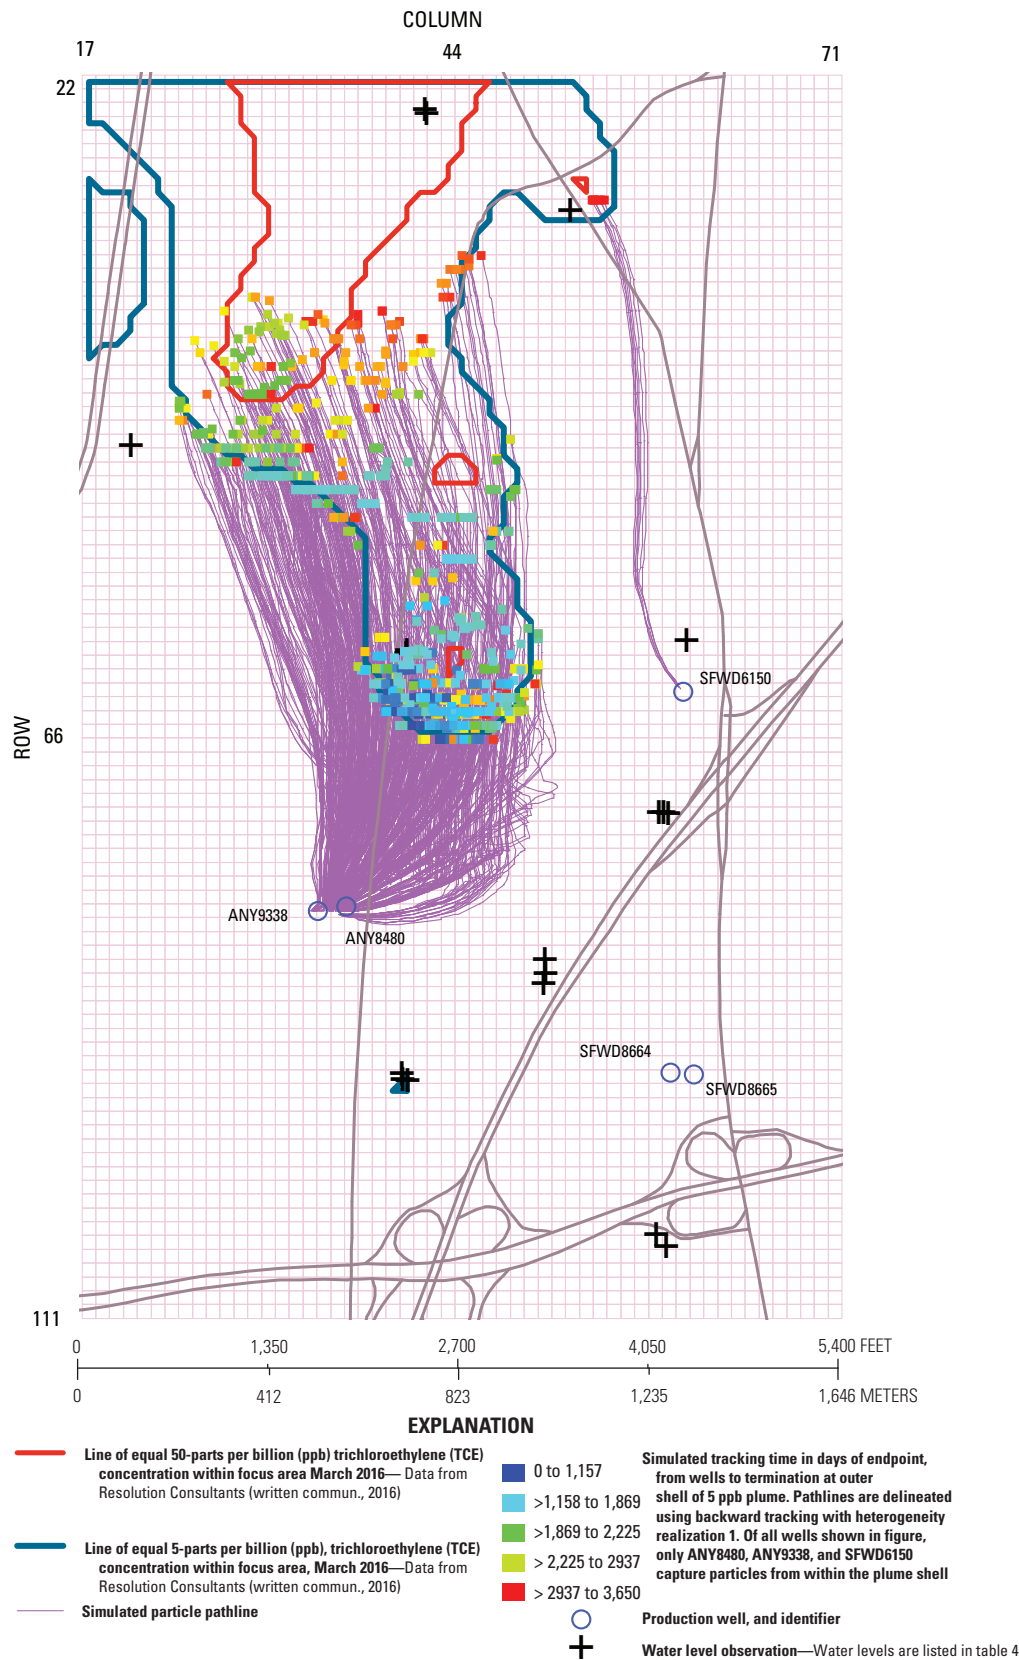 COLUMN
17
44
71
22
ROW
66
111
SFWD6150
ANY9338
ANY8480
SFWD8664
SFWD8665
0
1,350
2,700
4,050
5,400 FEET
0
412
823
1,235
1,646 METERS
EXPLANATION
Line of equal 50-parts per billion (ppb) trichloroethylene (TCE)
concentration within focus area March 2016— Data from
Resolution Consultants (written commun., 2016)
Line of equal 5-parts per billion (ppb), trichloroethylene (TCE)
concentration within focus area, March 2016—Data from
Resolution Consultants (written commun., 2016)
Simulated particle pathline
0 to 1,157
>1,158 to 1,869
>1,869 to 2,225
> 2,225 to 2937
> 2937 to 3,650
Simulated tracking time in days of endpoint,
from wells to termination at outer
shell of 5 ppb plume. Pathlines are delineated
using backward tracking with heterogeneity
realization 1. Of all wells shown in figure,
only ANY8480, ANY9338, and SFWD6150
capture particles from within the plume shell
Production well, and identifier
Water level observation—Water levels are listed in table 4